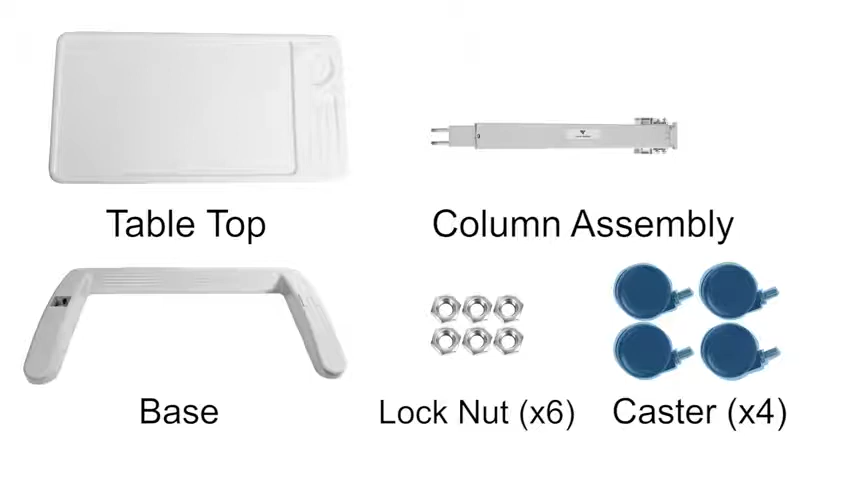 Table Top
Column Assembly
Base
Lock Nut (x6)
Caster (x4)